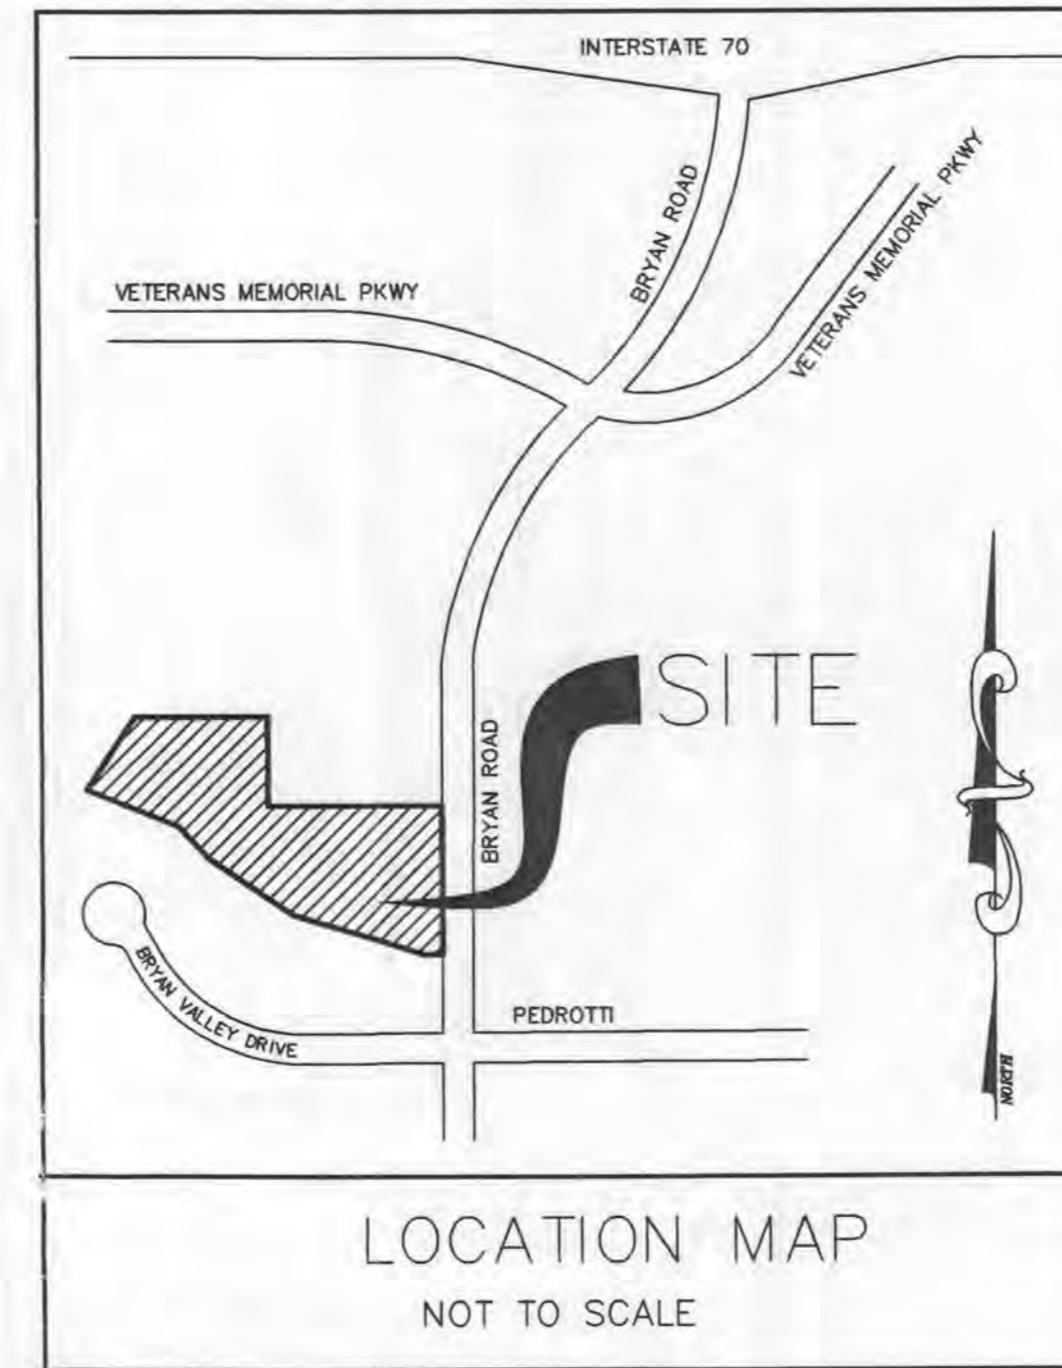 INTERSTATE 70
BRYAN ROAD
VETERANS MEMORIAL PKWY
VETERANS MEMORIAL PKWY
SITE
BRYAN ROAD
BRYAN VALLEY DRIVE
PEDROTTI
NORTH
LOCATION MAP
NOT TO SCALE